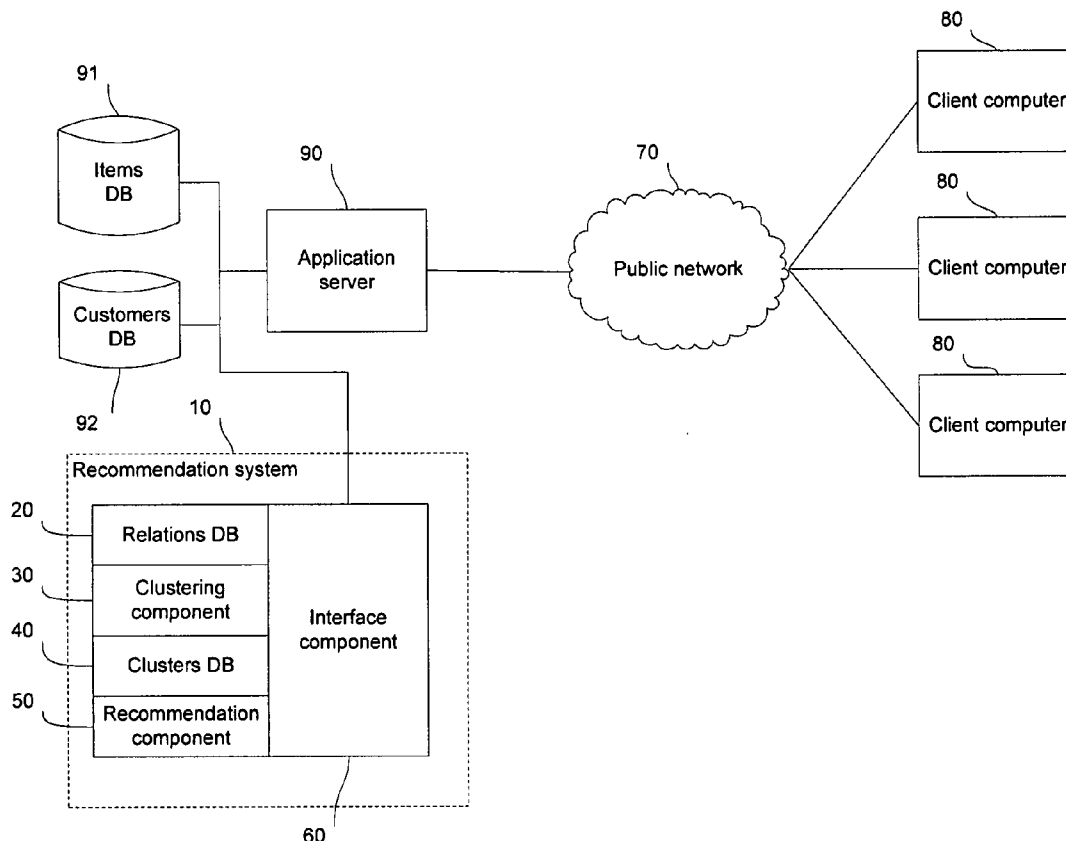 80
91
Client computer
90
70
Items
DB
80
Application
server
Public network
Client computer
Customers
DB
80
92
10
Client computer
Recommendation system
20
Relations DB
30
Clustering
component
Interface
component
40
Clusters DB
50
Recommendation
component
60